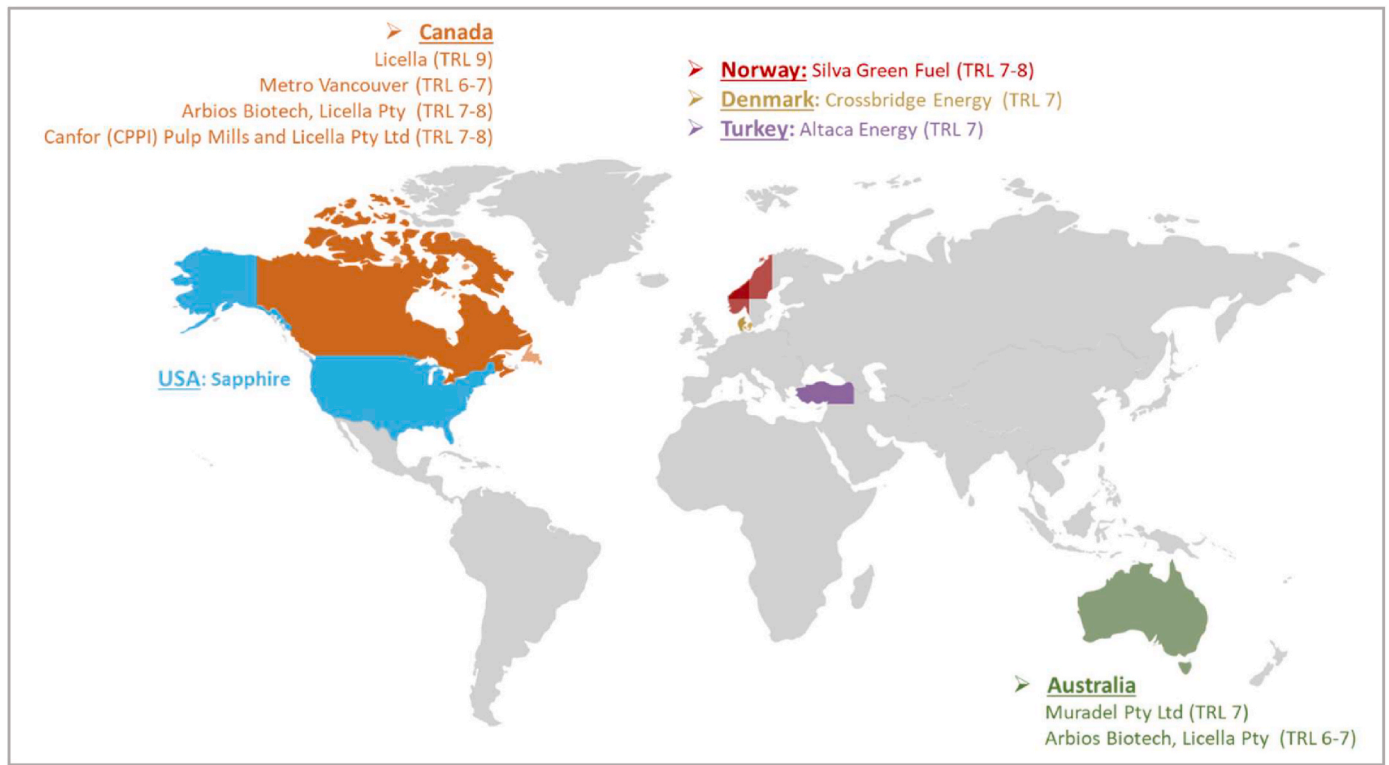 ➢ Canada
Licella (TRL 9)
Metro Vancouver (TRL 6-7)
Arbios Biotech, Licella Pty (TRL 7-8)
Canfor (CPPI) Pulp Mills and Licella Pty Ltd (TRL 7-8)
➢ Norway: Silva Green Fuel (TRL 7-8)
➢ Denmark: Crossbridge Energy (TRL 7)
➢ Turkey: Altaca Energy (TRL 7)
USA: Sapphire
➢ Australia
Muradel Pty Ltd (TRL 7)
Arbios Biotech, Licella Pty (TRL 6-7)